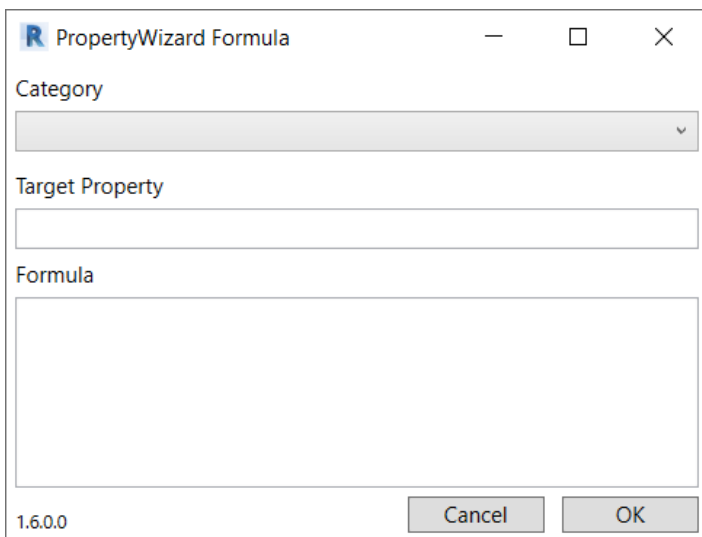 PropertyWizard Formula
Category
Target Property
Formula
1.6.0.0
Cancel
OK